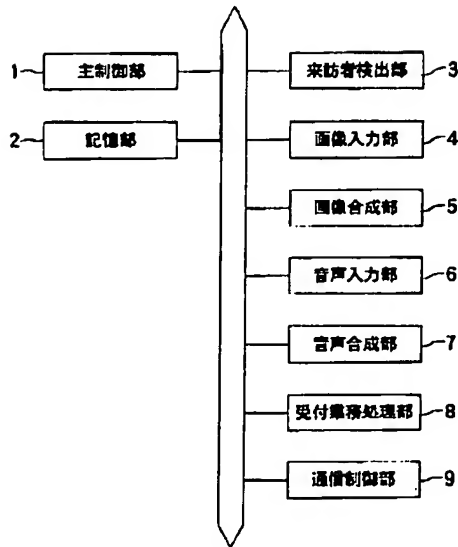 1 主制御部
来訪者検出部 3
2 記憶部
画像入力部 4
画像合成部 5
音声入力部 6
音声合成部 7
受付業務処理部 8
通信制御部 9